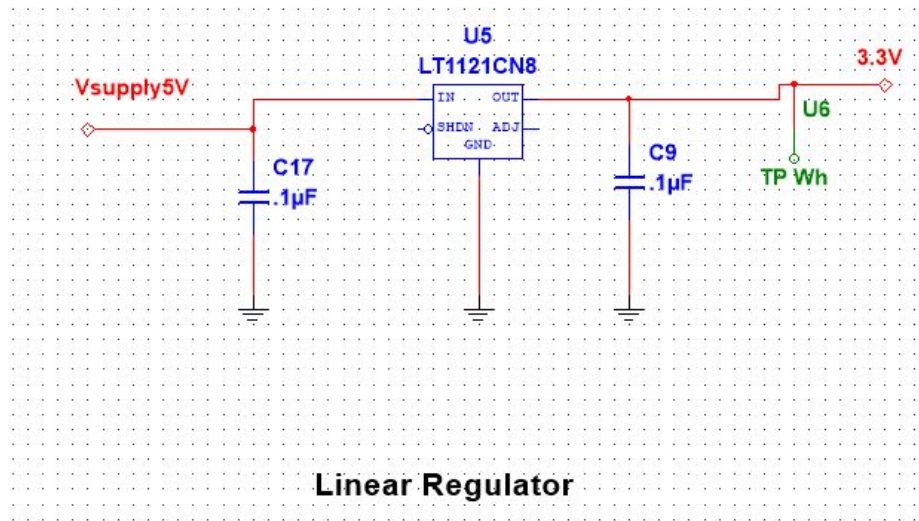 U5
LT1121CN8
3.3V
Vsupply5V
IN OUT
U6
SHDN ADJ
GND
C17
.1µF
C9
.1µF
TP Wh
Linear Regulator